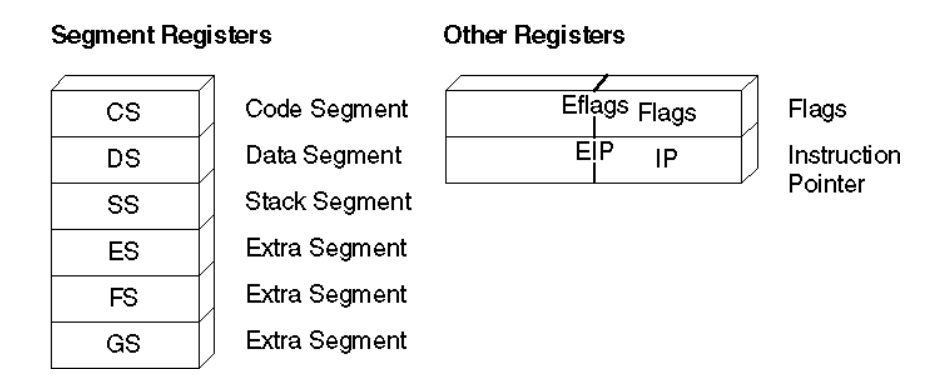 Segment Registers
Other Registers
CS Code Segment
DS Data Segment
SS Stack Segment
ES Extra Segment
FS Extra Segment
GS Extra Segment
Eflags Flags Flags
EIP IP Instruction
Pointer